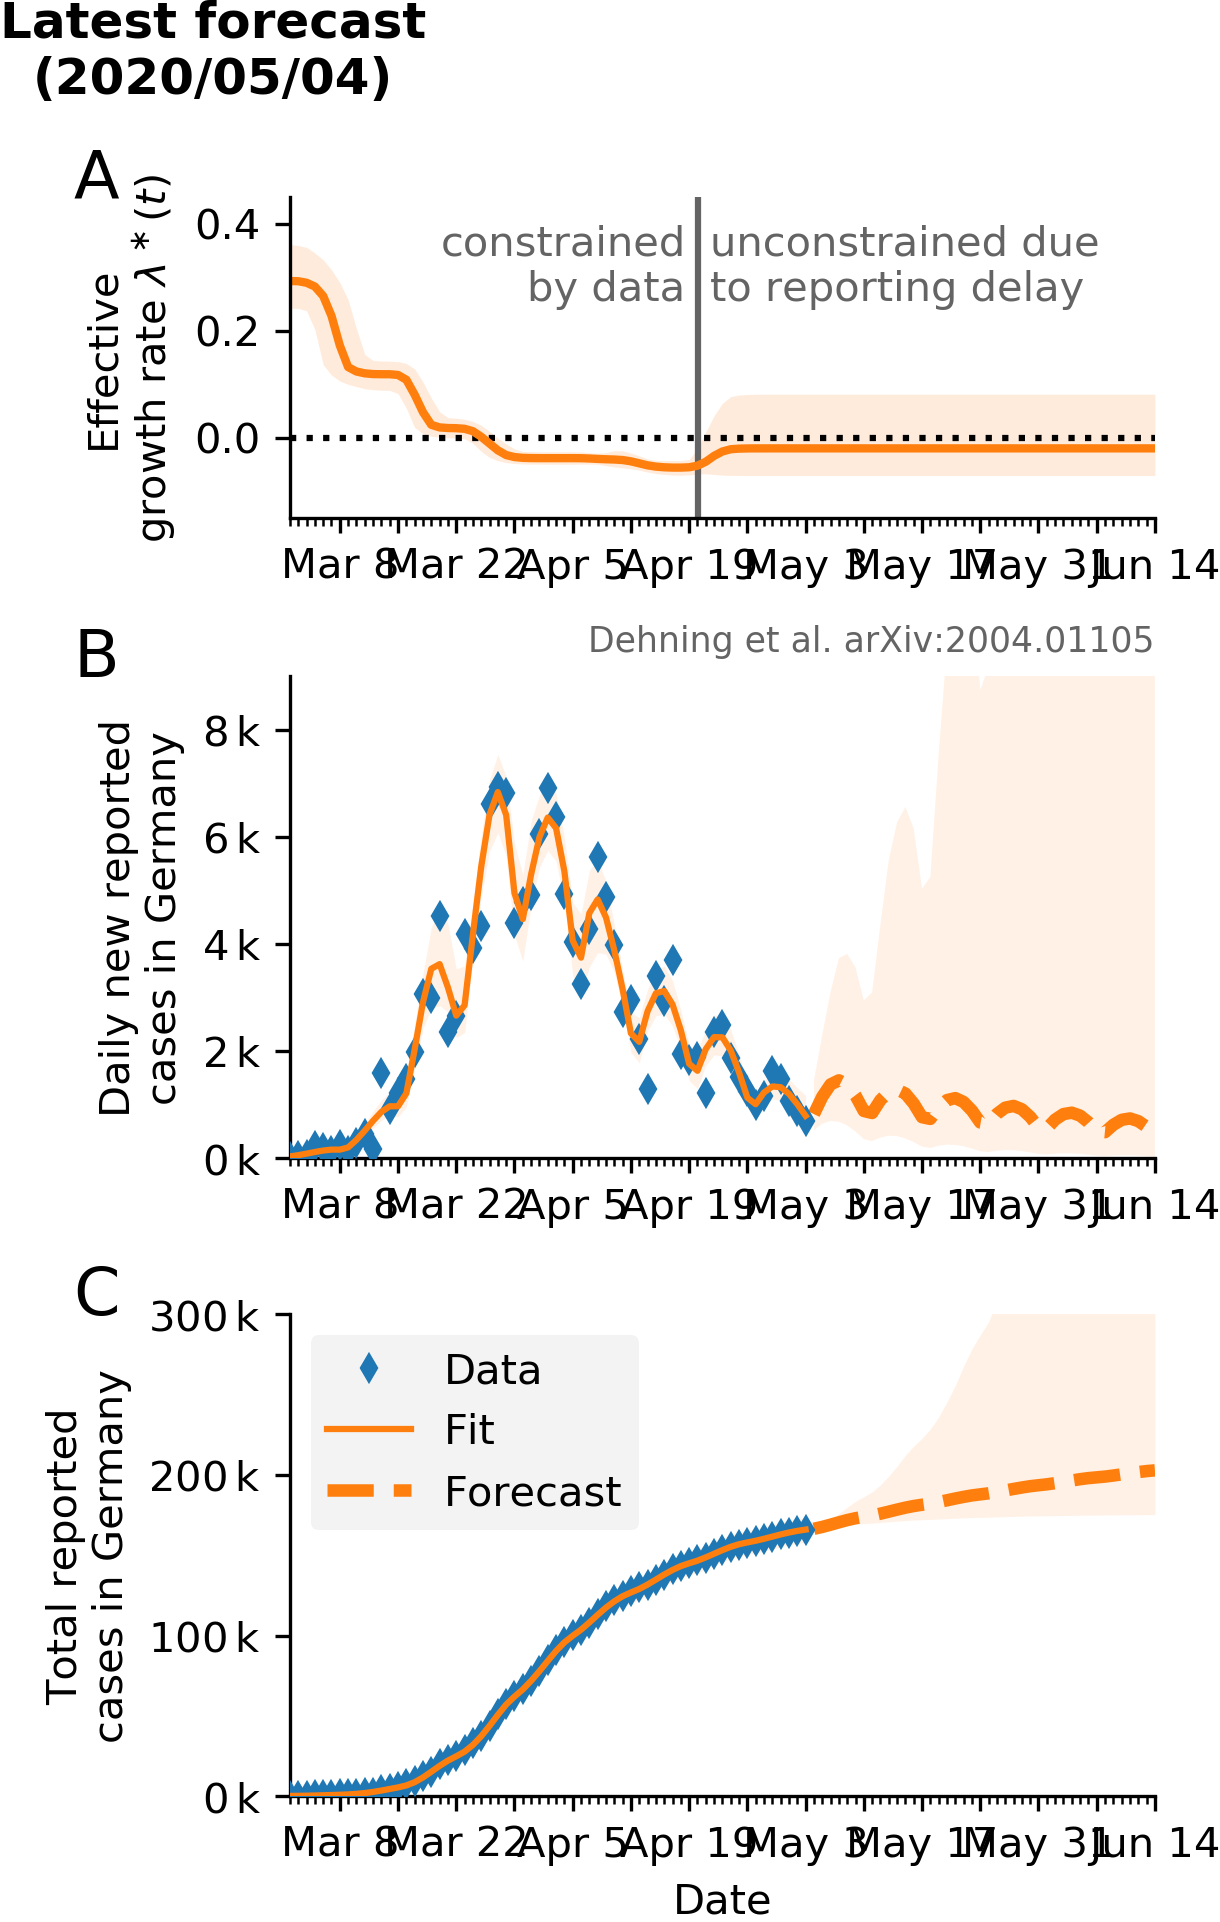 Latest forecast
(2020/05/04)
A
Effective
growth rate λ * (t)
0.4
0.2
0.0
constrained
by data
unconstrained due
to reporting delay
Mar 8 Mar 22 Apr 5 Apr 19 May 3 May 17 May 31 Jun 14
Dehning et al. arXiv:2004.01105
B
Daily new reported
cases in Germany
8 k
6 k
4 k
2 k
0 k
Mar 8 Mar 22 Apr 5 Apr 19 May 3 May 17 May 31 Jun 14
C
Total reported
cases in Germany
300 k
200 k
100 k
0 k
Data
Fit
Forecast
Mar 8 Mar 22 Apr 5 Apr 19 May 3 May 17 May 31 Jun 14
Date